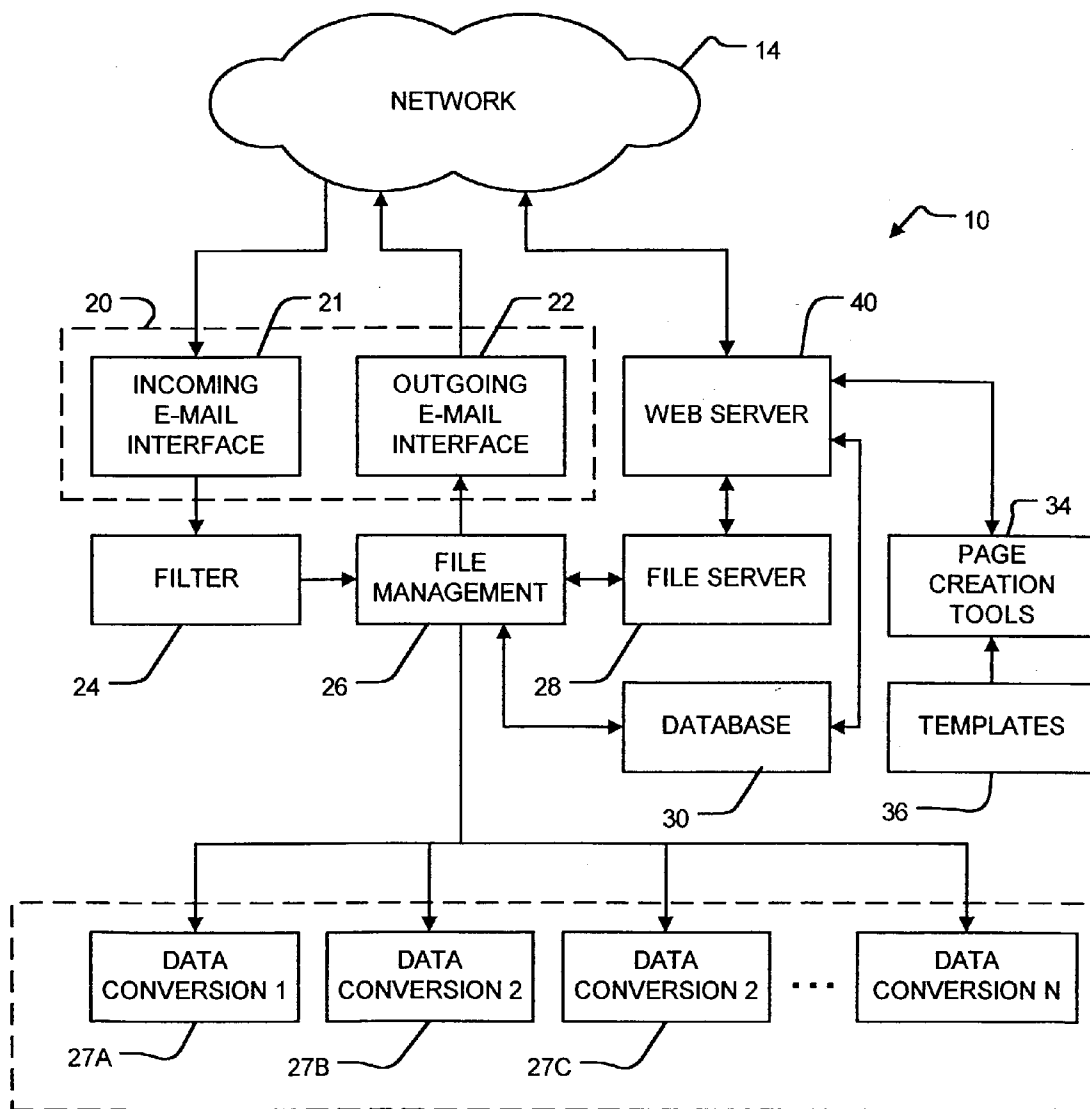 14
NETWORK
10
20
21
22
40
INCOMING
E-MAIL
INTERFACE
OUTGOING
E-MAIL
INTERFACE
WEB SERVER
34
FILTER
FILE
MANAGEMENT
FILE SERVER
PAGE
CREATION
TOOLS
24
26
28
DATABASE
TEMPLATES
30
36
DATA
CONVERSION 1
DATA
CONVERSION 2
DATA
CONVERSION 2
...
DATA
CONVERSION N
27A
27B
27C